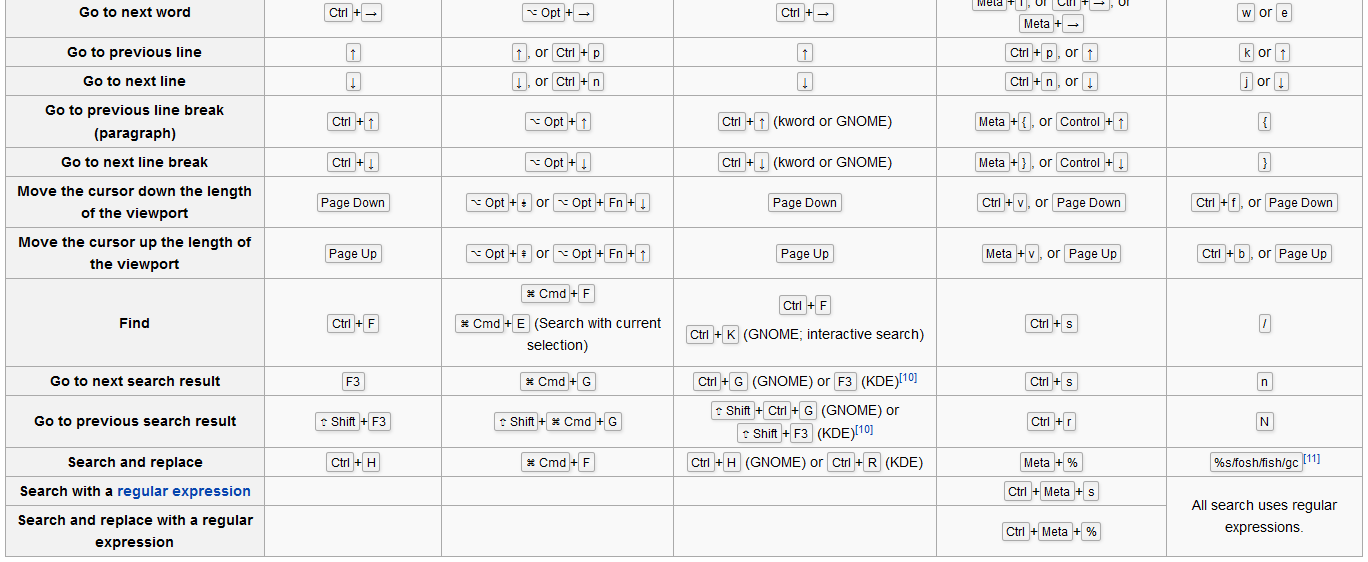 Go to next word Ctrl+→ ⌥ Opt+→ Ctrl+→ Meta+f, or Ctrl+→, or w or e
Meta+→
Go to previous line ↑ ↑, or Ctrl+p ↑ Ctrl+p, or ↑ k or ↑
Go to next line ↓ ↓, or Ctrl+n ↓ Ctrl+n, or ↓ j or ↓
Go to previous line break
(paragraph) Ctrl+↑ ⌥ Opt+↑ Ctrl+↑ (kword or GNOME) Meta+{, or Control+↑ {
Go to next line break Ctrl+↓ ⌥ Opt+↓ Ctrl+↓ (kword or GNOME) Meta+}, or Control+↓ }
Move the cursor down the length
of the viewport Page Down ⌥ Opt+⇟ or ⌥ Opt+Fn+↓ Page Down Ctrl+v, or Page Down Ctrl+f, or Page Down
Move the cursor up the length of
the viewport Page Up ⌥ Opt+⇞ or ⌥ Opt+Fn+↑ Page Up Meta+v, or Page Up Ctrl+b, or Page Up
Find Ctrl+F ⌘ Cmd+F
⌘ Cmd+E (Search with current
selection) Ctrl+F
Ctrl+K (GNOME; interactive search) Ctrl+s /
Go to next search result F3 ⌘ Cmd+G Ctrl+G (GNOME) or F3 (KDE)[10] Ctrl+s n
Go to previous search result ⇧ Shift+F3 ⇧ Shift+⌘ Cmd+G ⇧ Shift+Ctrl+G (GNOME) or
⇧ Shift+F3 (KDE)[10] Ctrl+r N
Search and replace Ctrl+H ⌘ Cmd+F Ctrl+H (GNOME) or Ctrl+R (KDE) Meta+% %s/fosh/fish/gc[11]
Search with a regular expression Ctrl+Meta+s All search uses regular
expressions.
Search and replace with a regular
expression Ctrl+Meta+%